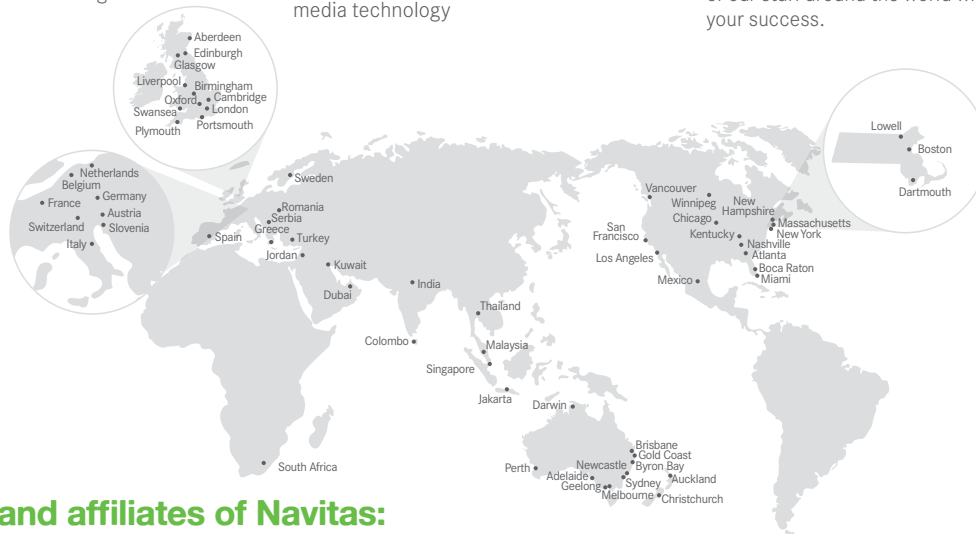 media technology
your success.
Aberdeen
Edinburgh
Glasgow
Liverpool
Birmingham
Oxford
Cambridge
Swansea
London
Plymouth
Portsmouth
Lowell
Boston
Dartmouth
Netherlands
Belgium
Germany
France
Austria
Switzerland
Slovenia
Italy
Sweden
Romania
Serbia
Greece
Spain
Turkey
Jordan
Kuwait
Dubai
India
Thailand
Colombo
Malaysia
Singapore
Jakarta
Darwin
South Africa
Vancouver
Winnipeg
New
Hampshire
Chicago
Massachusetts
New York
San
Francisco
Kentucky
Nashville
Los Angeles
Atlanta
Boca Raton
Miami
Mexico
Brisbane
Gold Coast
Newcastle
Byron Bay
Perth
Adelaide
Sydney
Auckland
Geelong
Melbourne
Christchurch
and affiliates of Navitas: